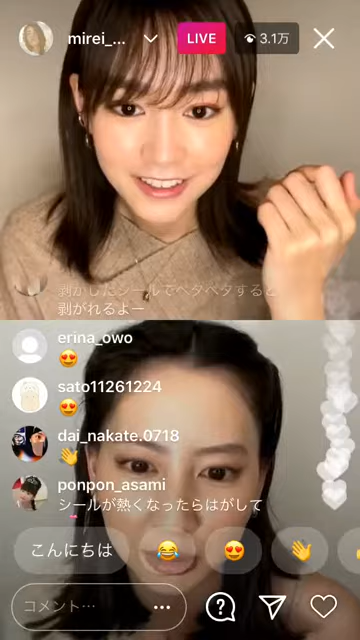 mirei_...
LIVE
3.1万
剥がしたシールでペタペタすると
剥がれるよー
erina_owo
😍
sato11261224
😍
dai_nakate.0718
👋
ponpon_asami
シールが熱くなったらはがして
こんにちは 😂 😍 👋
コメント…